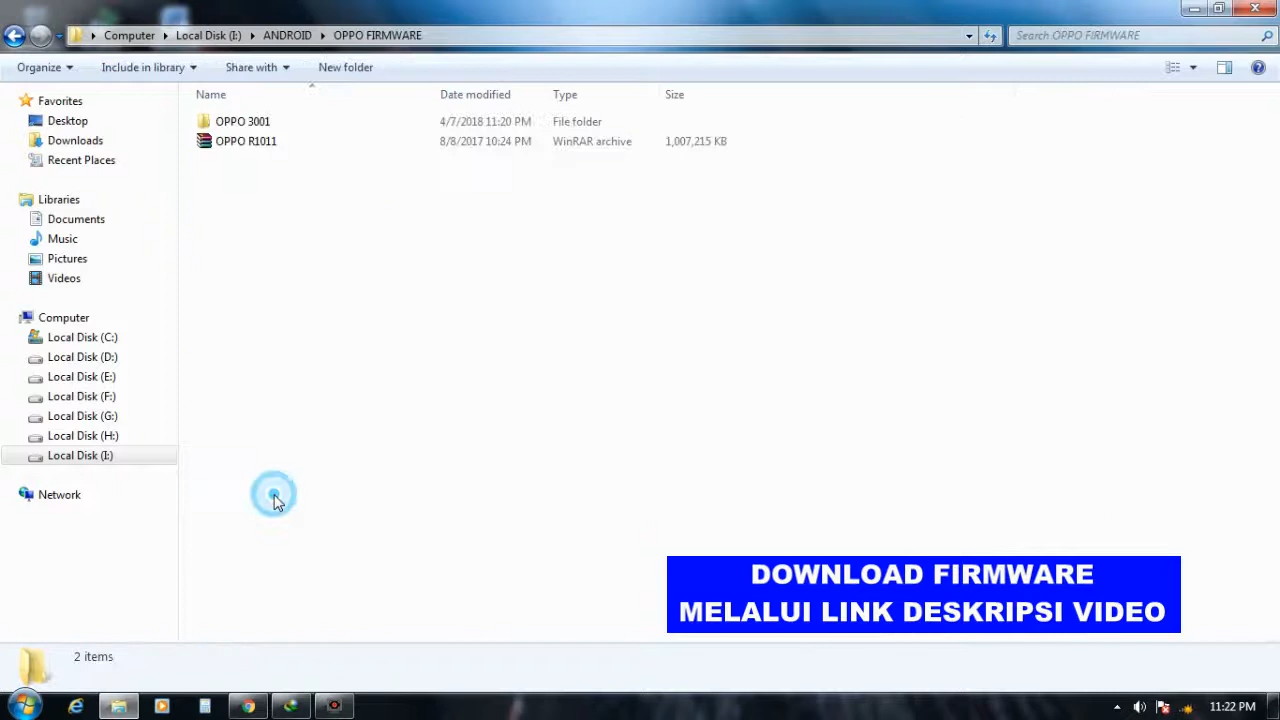 Computer Local Disk (I:) ANDROID OPPO FIRMWARE Search OPPO FIRMWARE
Organize Include in library Share with New folder
Name Date modified Type Size
OPPO 3001 4/7/2018 11:20 PM File folder
OPPO R1011 8/8/2017 10:24 PM WinRAR archive 1,007,215 KB
Favorites
Desktop
Downloads
Recent Places
Libraries
Documents
Music
Pictures
Videos
Computer
Local Disk (C:)
Local Disk (D:)
Local Disk (E:)
Local Disk (F:)
Local Disk (G:)
Local Disk (H:)
Local Disk (I:)
Network
DOWNLOAD FIRMWARE
MELALUI LINK DESKRIPSI VIDEO
2 items
11:22 PM